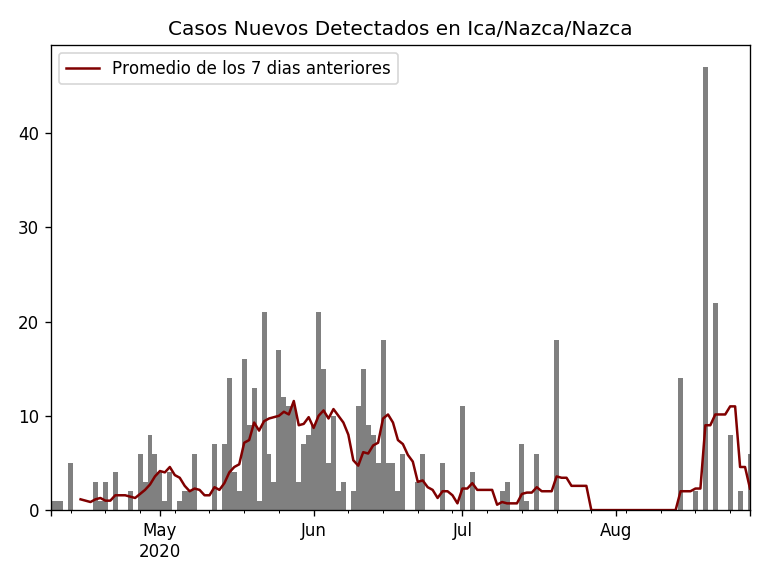 Casos Nuevos Detectados en Ica/Nazca/Nazca
Promedio de los 7 dias anteriores
40
30
20
10
0
May Jun Jul Aug
2020